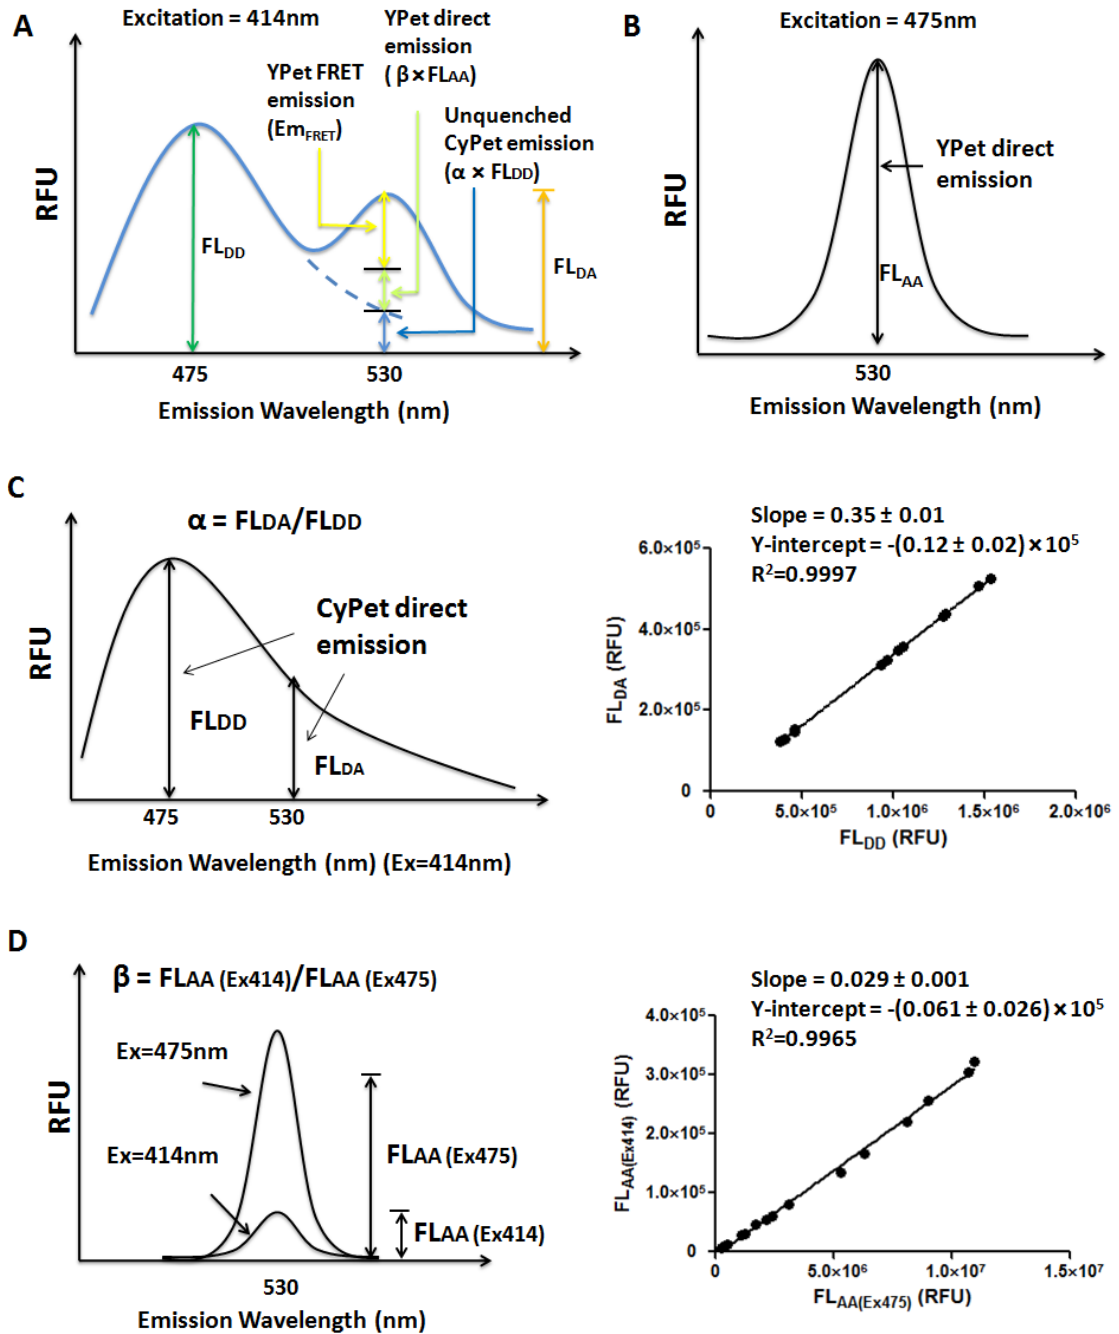 A
Excitation = 414nm
YPet direct
emission
( β × FLAA)
YPet FRET
emission
(EmFRET)
Unquenched
CyPet emission
(α × FLDD)
RFU
FLDD
FLDA
475
530
Emission Wavelength (nm)
B
Excitation = 475nm
RFU
YPet direct
emission
FLAA
530
Emission Wavelength (nm)
C
α = FLDA/FLDD
RFU
CyPet direct
emission
FLDD
FLDA
475
530
Emission Wavelength (nm) (Ex=414nm)
Slope = 0.35 ± 0.01
Y-intercept = -(0.12 ± 0.02) × 10⁵
R²=0.9997
6.0×10⁵
4.0×10⁵
2.0×10⁵
0
FLDA (RFU)
0
5.0×10⁵
1.0×10⁶
1.5×10⁶
2.0×10⁶
FLDD (RFU)
D
β = FLAA (Ex414)/FLAA (Ex475)
RFU
Ex=475nm
Ex=414nm
FLAA (Ex475)
FLAA (Ex414)
530
Emission Wavelength (nm)
Slope = 0.029 ± 0.001
Y-intercept = -(0.061 ± 0.026) × 10⁵
R²=0.9965
4.0×10⁵
3.0×10⁵
2.0×10⁵
1.0×10⁵
0
FLAA(Ex414) (RFU)
0
5.0×10⁶
1.0×10⁷
1.5×10⁷
FLAA(Ex475) (RFU)